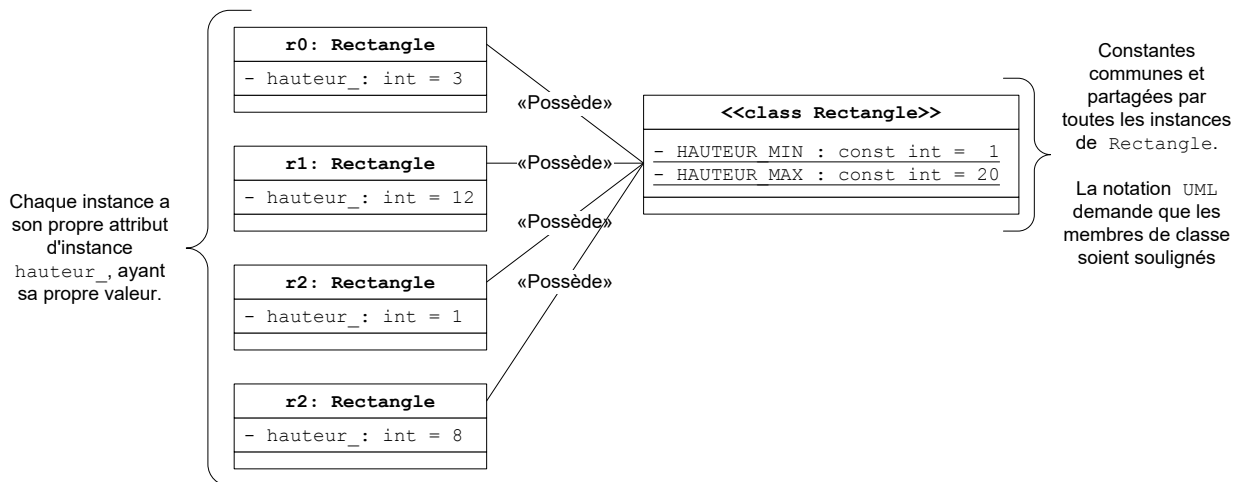 Chaque instance a
son propre attribut
d'instance
hauteur_, ayant
sa propre valeur.
r0: Rectangle
- hauteur_: int = 3
r1: Rectangle
- hauteur_: int = 12
r2: Rectangle
- hauteur_: int = 1
r2: Rectangle
- hauteur_: int = 8
«Possède»
«Possède»
«Possède»
«Possède»
<<class Rectangle>>
- HAUTEUR_MIN : const int = 1
- HAUTEUR_MAX : const int = 20
Constantes
communes et
partagées par
toutes les instances
de Rectangle.
La notation UML
demande que les
membres de classe
soient soulignés